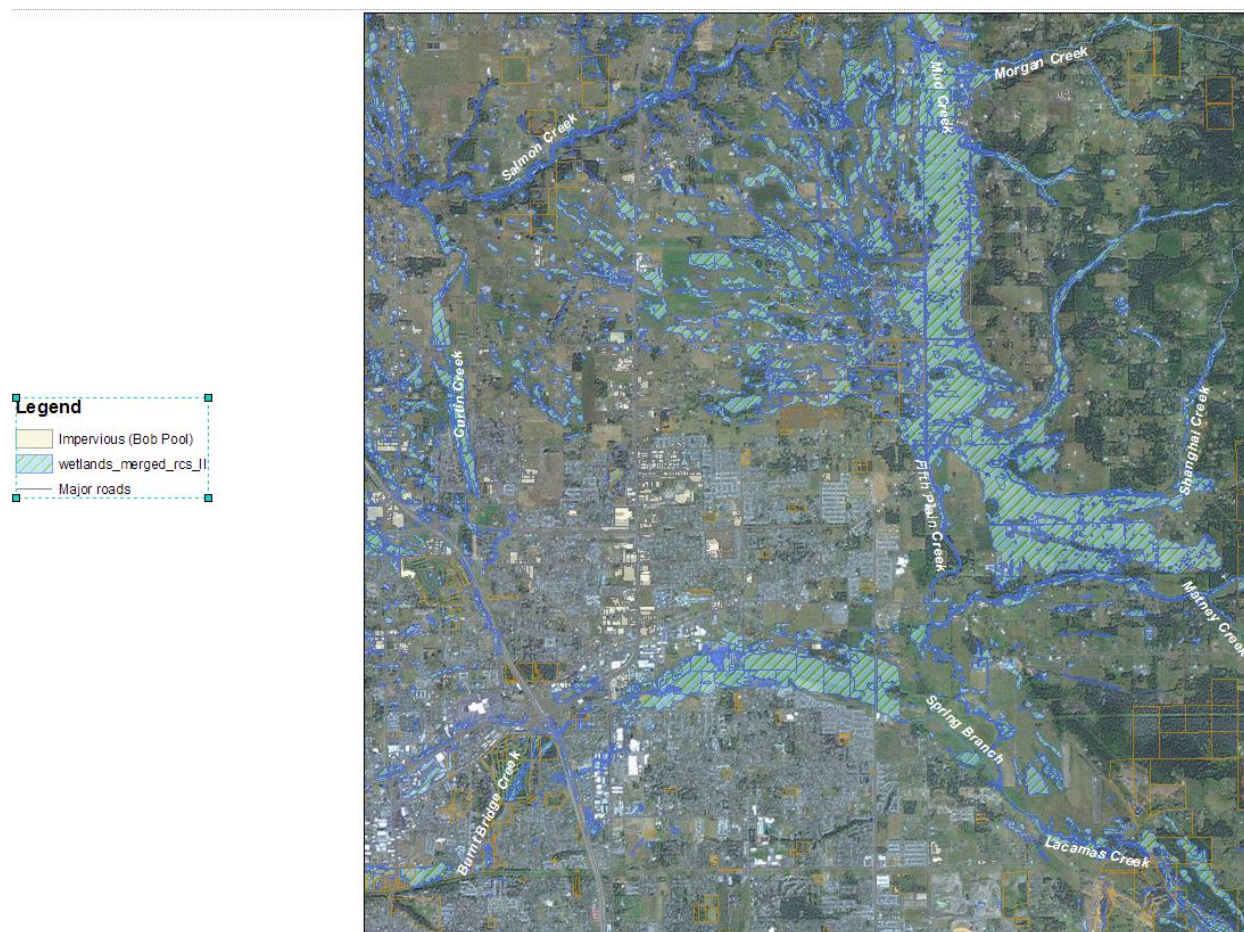 Legend
Impervious (Bob Pool)
wetlands_merged_rcs_II
Major roads
Mud Creek
Morgan Creek
Salmon Creek
Curtin Creek
Shanghai Creek
Fifth Plain Creek
Matney Creek
Spring Branch
Burnt Bridge Creek
Lacamas Creek